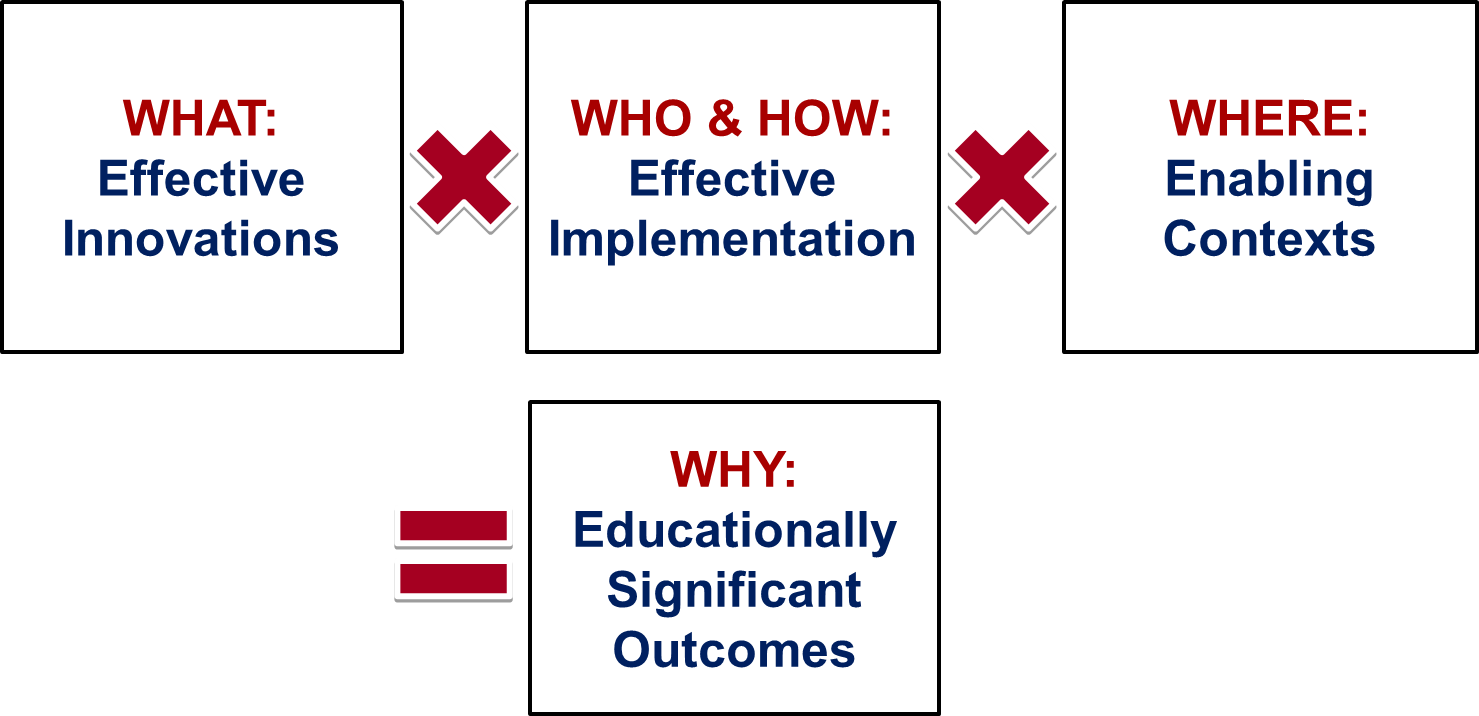 WHAT:
Effective
Innovations
WHO & HOW:
Effective
Implementation
WHERE:
Enabling
Contexts
WHY:
Educationally
Significant
Outcomes